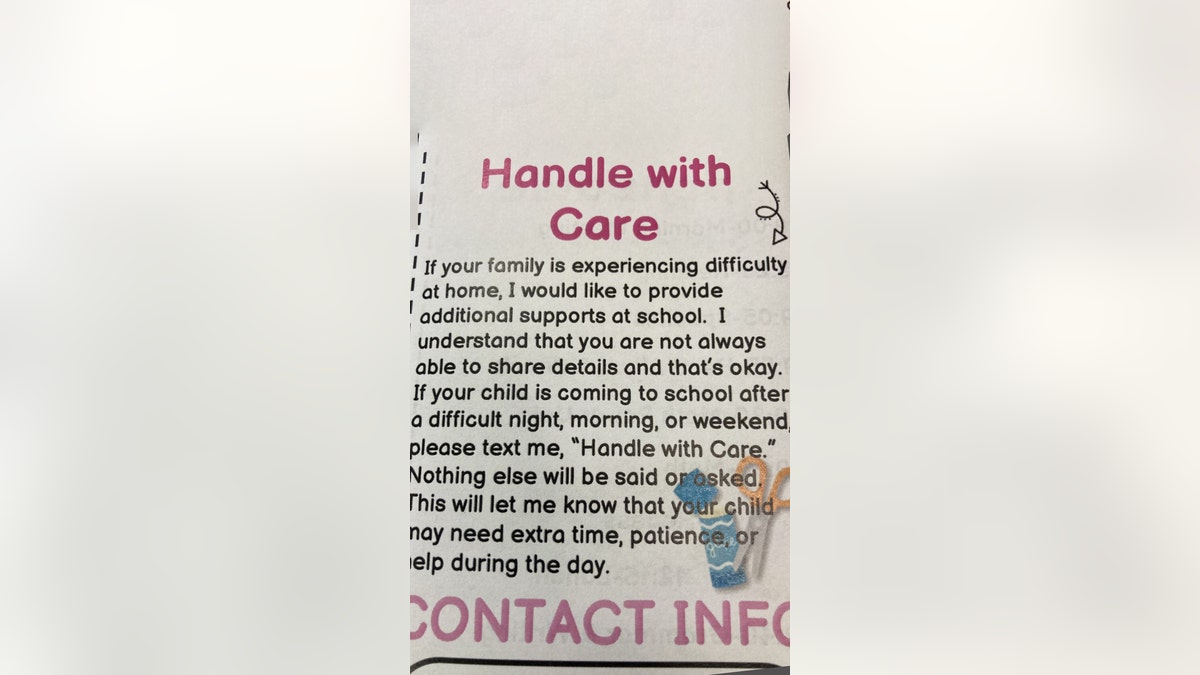 Handle with
Care
If your family is experiencing difficulty
at home, I would like to provide
additional supports at school. I
understand that you are not always
able to share details and that's okay.
If your child is coming to school after
a difficult night, morning, or weekend,
please text me, "Handle with Care."
Nothing else will be said or asked.
This will let me know that your child
may need extra time, patience, or
help during the day.
CONTACT INFO